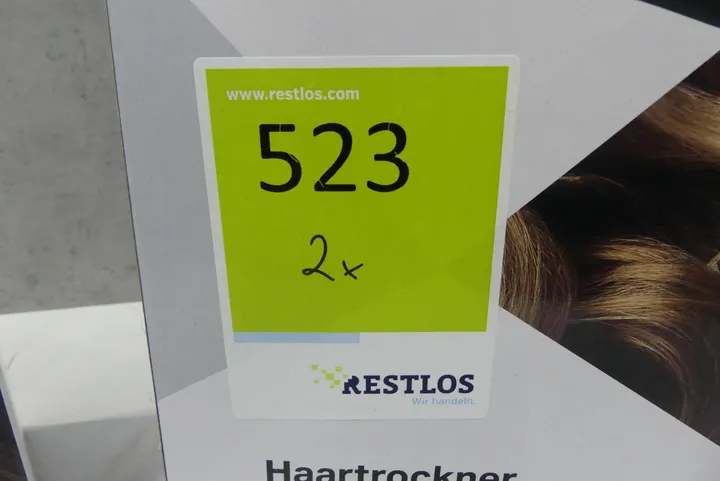 www.restlos.com
523
2x
RESTLOS
Wir handeln.
Haartrockner